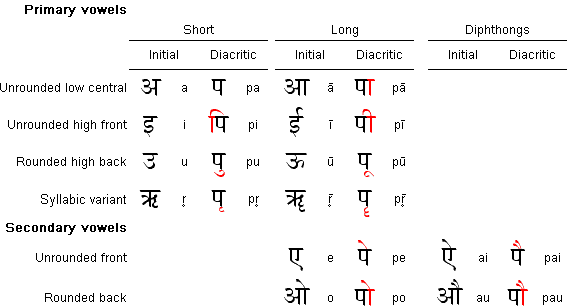 Primary vowels
Short Long Diphthongs
Initial Diacritic Initial Diacritic Initial Diacritic
Unrounded low central अ a प pa आ ā पा pā
Unrounded high front इ i पि pi ई ī पी pī
Rounded high back उ u पु pu ऊ ū पू pū
Syllabic variant ऋ ṛ पृ pṛ ॠ ṝ पॄ pṝ
Secondary vowels
Unrounded front ए e पे pe ऐ ai पै pai
Rounded back ओ o पो po औ au पौ pau